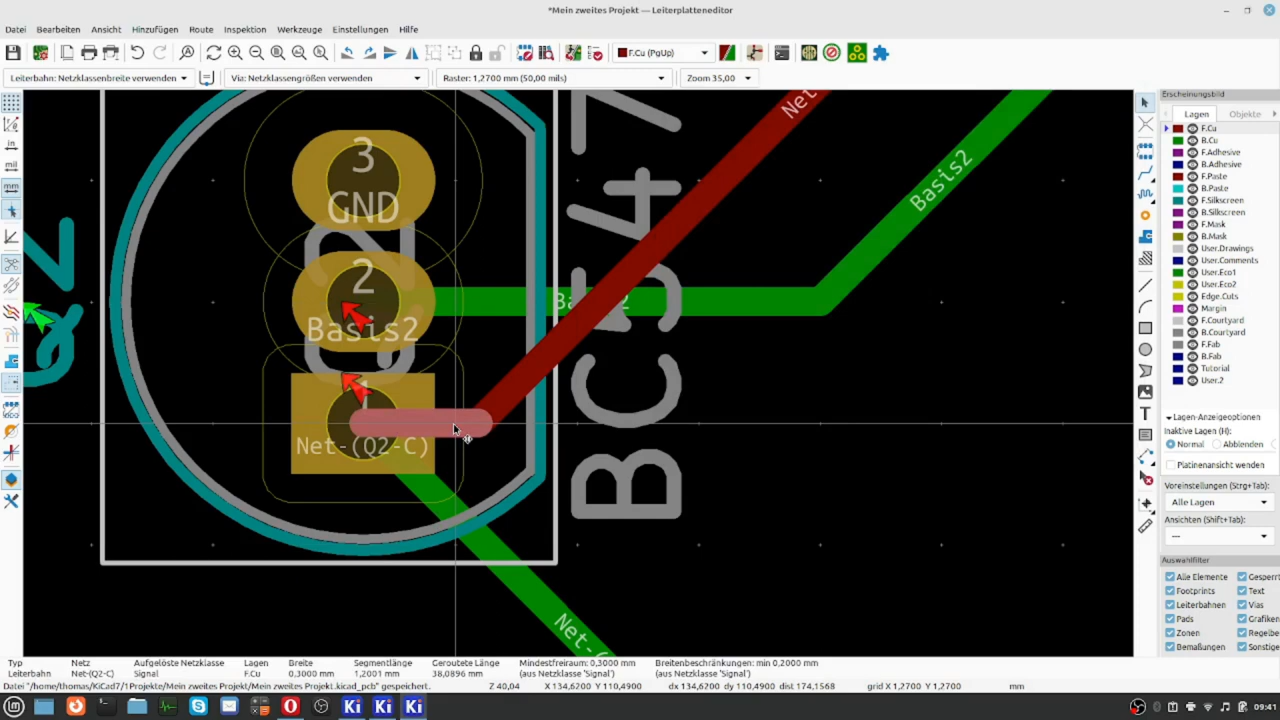 *Mein zweites Projekt — Leiterplatteneditor
Datei Bearbeiten Ansicht Hinzufügen Route Inspektion Werkzeuge Einstellungen Hilfe
F.Cu (PgUp)
Leiterbahn: Netzklassenbreite verwenden Via: Netzklassengrößen verwenden Raster: 1,2700 mm (50,00 mils) Zoom 35,00
in
mil
mm
3
GND
2
Basis2
1
Net-(Q2-C)
Basis2
Net
Net-(
BC547
Q2
Erscheinungsbild
Lagen Objekte
F.Cu
B.Cu
F.Adhesive
B.Adhesive
F.Paste
B.Paste
F.Silkscreen
B.Silkscreen
F.Mask
B.Mask
User.Drawings
User.Comments
User.Eco1
User.Eco2
Edge.Cuts
Margin
F.Courtyard
B.Courtyard
F.Fab
B.Fab
Tutorial
User.2
Lagen-Anzeigeoptionen
Inaktive Lagen (H):
Normal Abblenden
Platinenansicht wenden
Voreinstellungen (Strg+Tab):
Alle Lagen
Ansichten (Shift+Tab):
---
Auswahlfilter
Alle Elemente Gesperrt
Footprints Text
Leiterbahnen Vias
Pads Grafiken
Zonen Regelbe
Bemaßungen Sonstige
Typ Netz Aufgelöste Netzklasse Lagen Breite Segmentlänge Geroutete Länge Mindestfreiraum: 0,3000 mm Breitenbeschränkungen: min 0,2000 mm
Leiterbahn Net-(Q2-C) Signal F.Cu 0,3000 mm 1,2001 mm 38,0896 mm (aus Netzklasse 'Signal') (aus Netzklasse 'Signal')
Datei "/home/thomas/KiCad7/1Projekte/Mein zweites Projekt/Mein zweites Projekt.kicad_pcb" gespeichert. Z 40,04 X 134,6200 Y 110,4900 dx 134,6200 dy 110,4900 dist 174,1568 grid X 1,2700 Y 1,2700 mm
Ki Ki Ki 09:41